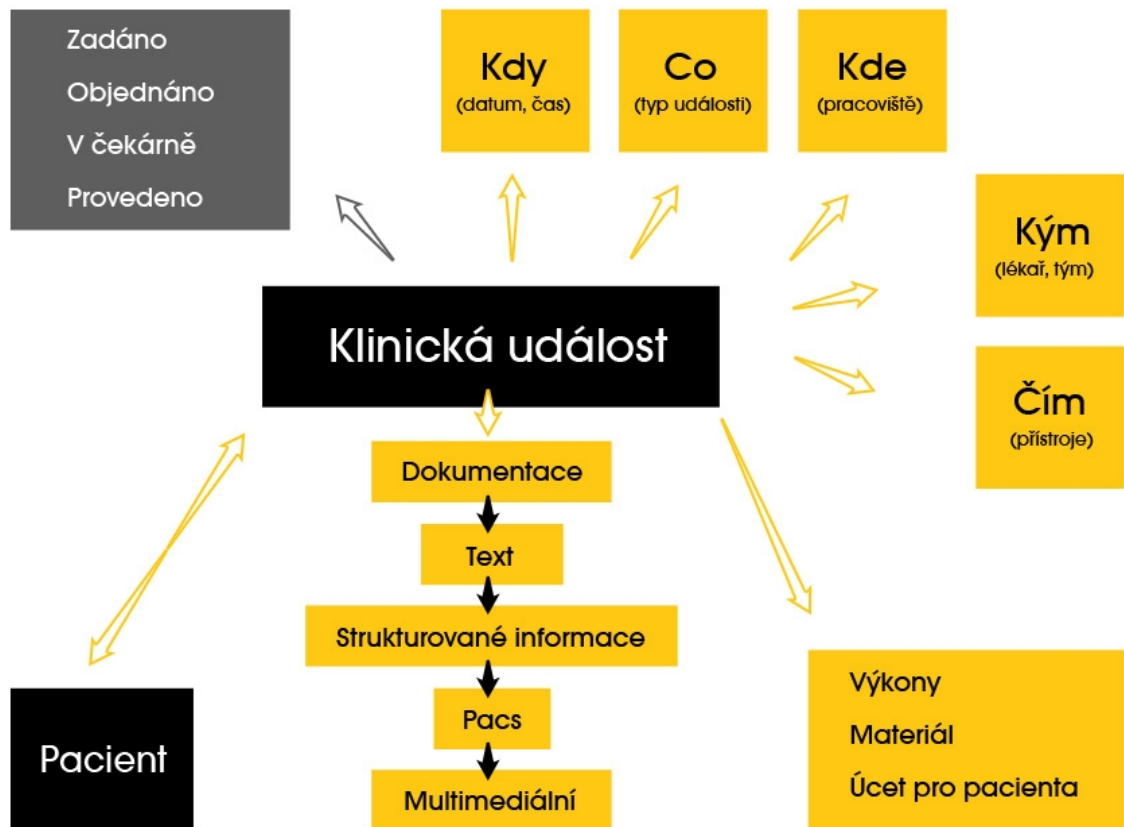 Zadáno
Objednáno
V čekárně
Provedeno
Kdy
(datum, čas)
Co
(typ události)
Kde
(pracoviště)
Kým
(lékař, tým)
Čím
(přístroje)
Klinická událost
Dokumentace
Text
Strukturované informace
Pacs
Multimediální
Pacient
Výkony
Materiál
Úcet pro pacienta